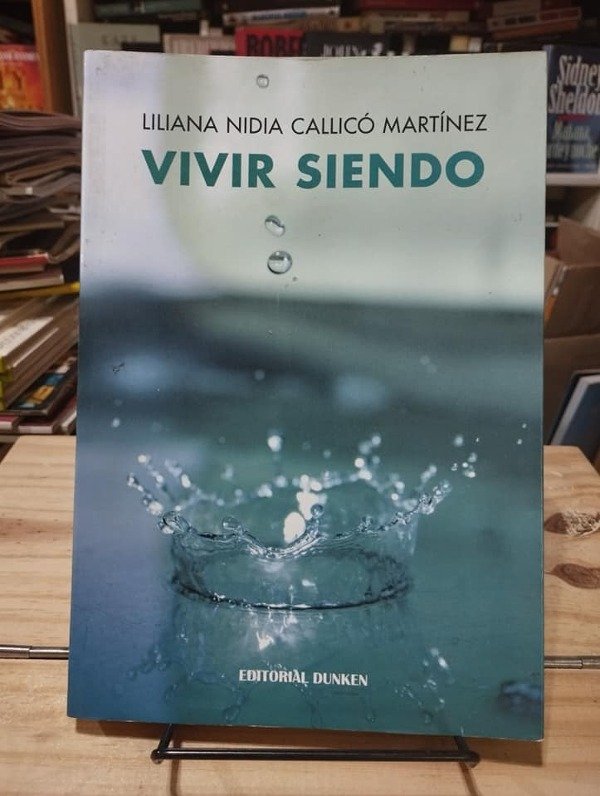 LILIANA NIDIA CALLICÓ MARTÍNEZ
VIVIR SIENDO
EDITORIAL DUNKEN
Sidney
Sheldon